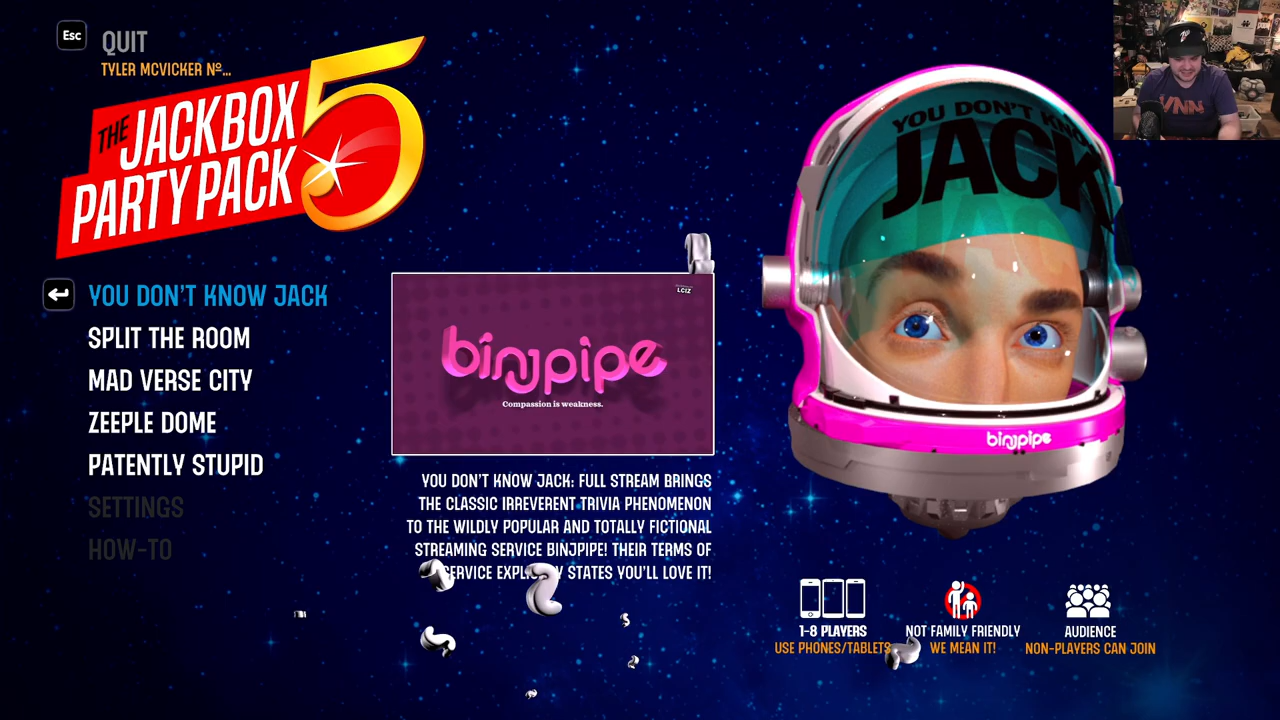 Esc
QUIT
TYLER MCVICKER Nº...
THE
JACKBOX
PARTY PACK
5
YOU DON'T KNOW JACK
SPLIT THE ROOM
MAD VERSE CITY
ZEEPLE DOME
PATENTLY STUPID
SETTINGS
HOW-TO
LCIZ
binjpipe
Compassion is weakness.
YOU DON'T KNOW JACK: FULL STREAM BRINGS
THE CLASSIC IRREVERENT TRIVIA PHENOMENON
TO THE WILDLY POPULAR AND TOTALLY FICTIONAL
STREAMING SERVICE BINJPIPE! THEIR TERMS OF
SERVICE EXPLICITLY STATES YOU'LL LOVE IT!
YOU DON'T KNOW
JACK
binjpipe
1-8 PLAYERS
USE PHONES/TABLETS
NOT FAMILY FRIENDLY
WE MEAN IT!
AUDIENCE
NON-PLAYERS CAN JOIN
VNN